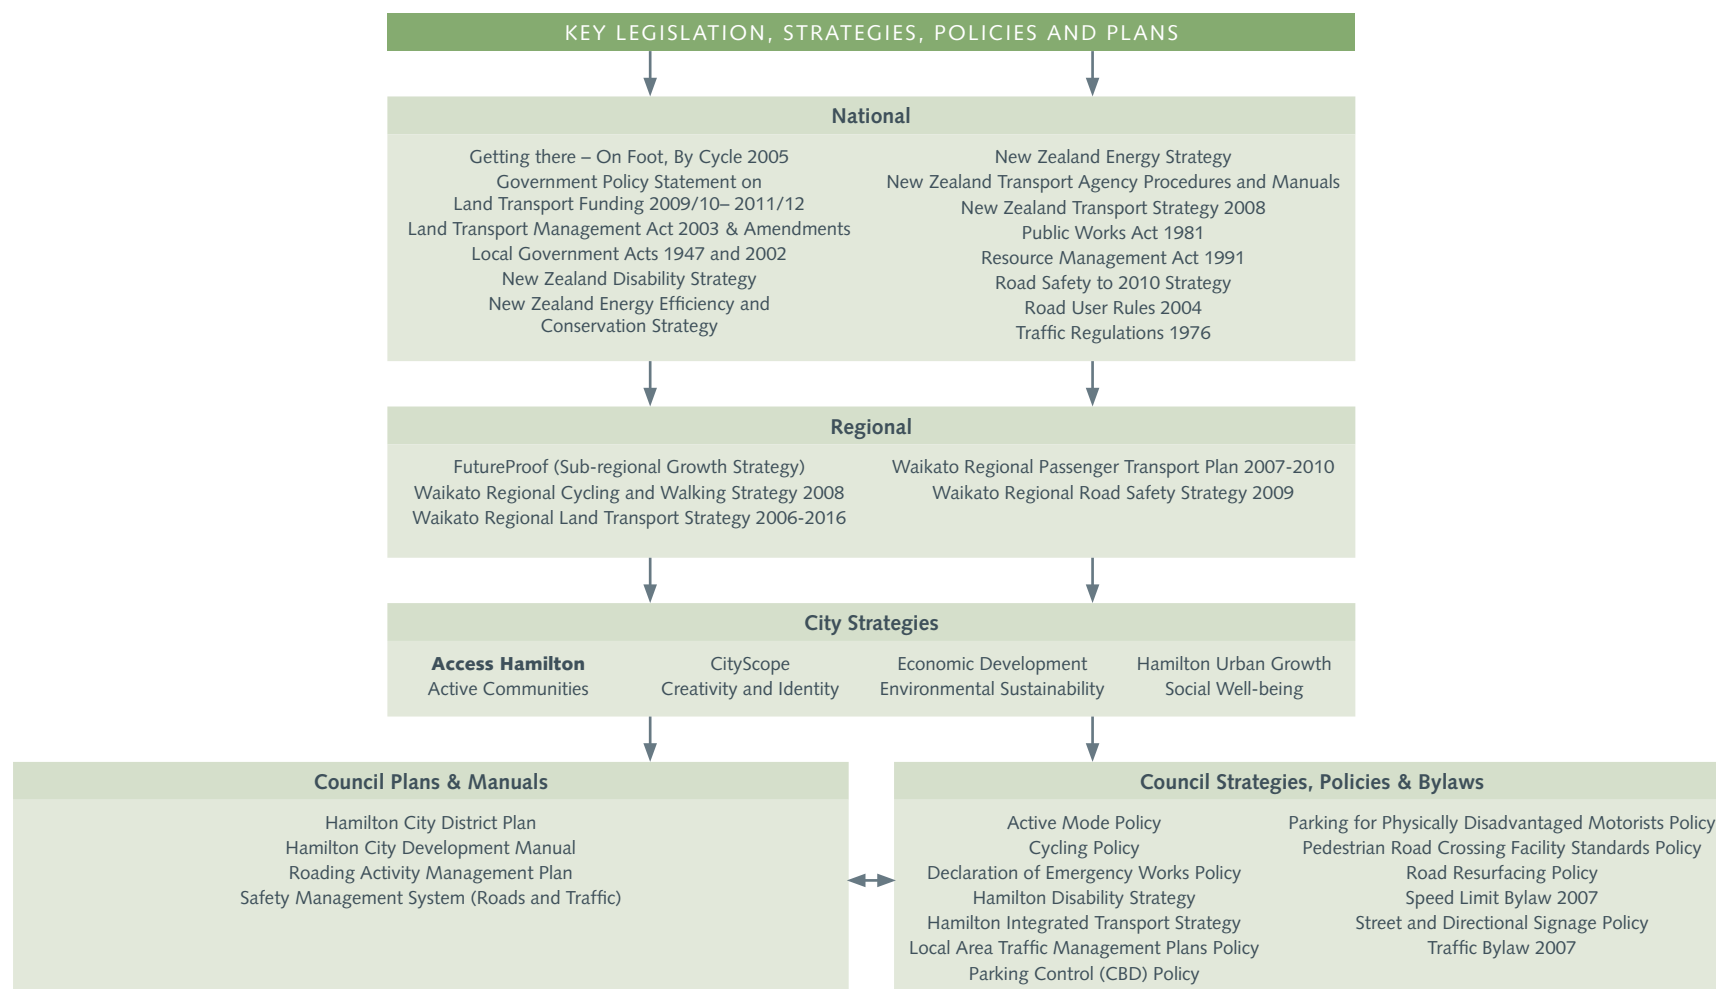 KEY LEGISLATION, STRATEGIES, POLICIES AND PLANS
National
Getting there – On Foot, By Cycle 2005
Government Policy Statement on
Land Transport Funding 2009/10– 2011/12
Land Transport Management Act 2003 & Amendments
Local Government Acts 1947 and 2002
New Zealand Disability Strategy
New Zealand Energy Efficiency and
Conservation Strategy
New Zealand Energy Strategy
New Zealand Transport Agency Procedures and Manuals
New Zealand Transport Strategy 2008
Public Works Act 1981
Resource Management Act 1991
Road Safety to 2010 Strategy
Road User Rules 2004
Traffic Regulations 1976
Regional
FutureProof (Sub-regional Growth Strategy)
Waikato Regional Cycling and Walking Strategy 2008
Waikato Regional Land Transport Strategy 2006-2016
Waikato Regional Passenger Transport Plan 2007-2010
Waikato Regional Road Safety Strategy 2009
City Strategies
Access Hamilton
Active Communities
CityScope
Creativity and Identity
Economic Development
Environmental Sustainability
Hamilton Urban Growth
Social Well-being
Council Plans & Manuals
Hamilton City District Plan
Hamilton City Development Manual
Roading Activity Management Plan
Safety Management System (Roads and Traffic)
Council Strategies, Policies & Bylaws
Active Mode Policy
Cycling Policy
Declaration of Emergency Works Policy
Hamilton Disability Strategy
Hamilton Integrated Transport Strategy
Local Area Traffic Management Plans Policy
Parking Control (CBD) Policy
Parking for Physically Disadvantaged Motorists Policy
Pedestrian Road Crossing Facility Standards Policy
Road Resurfacing Policy
Speed Limit Bylaw 2007
Street and Directional Signage Policy
Traffic Bylaw 2007